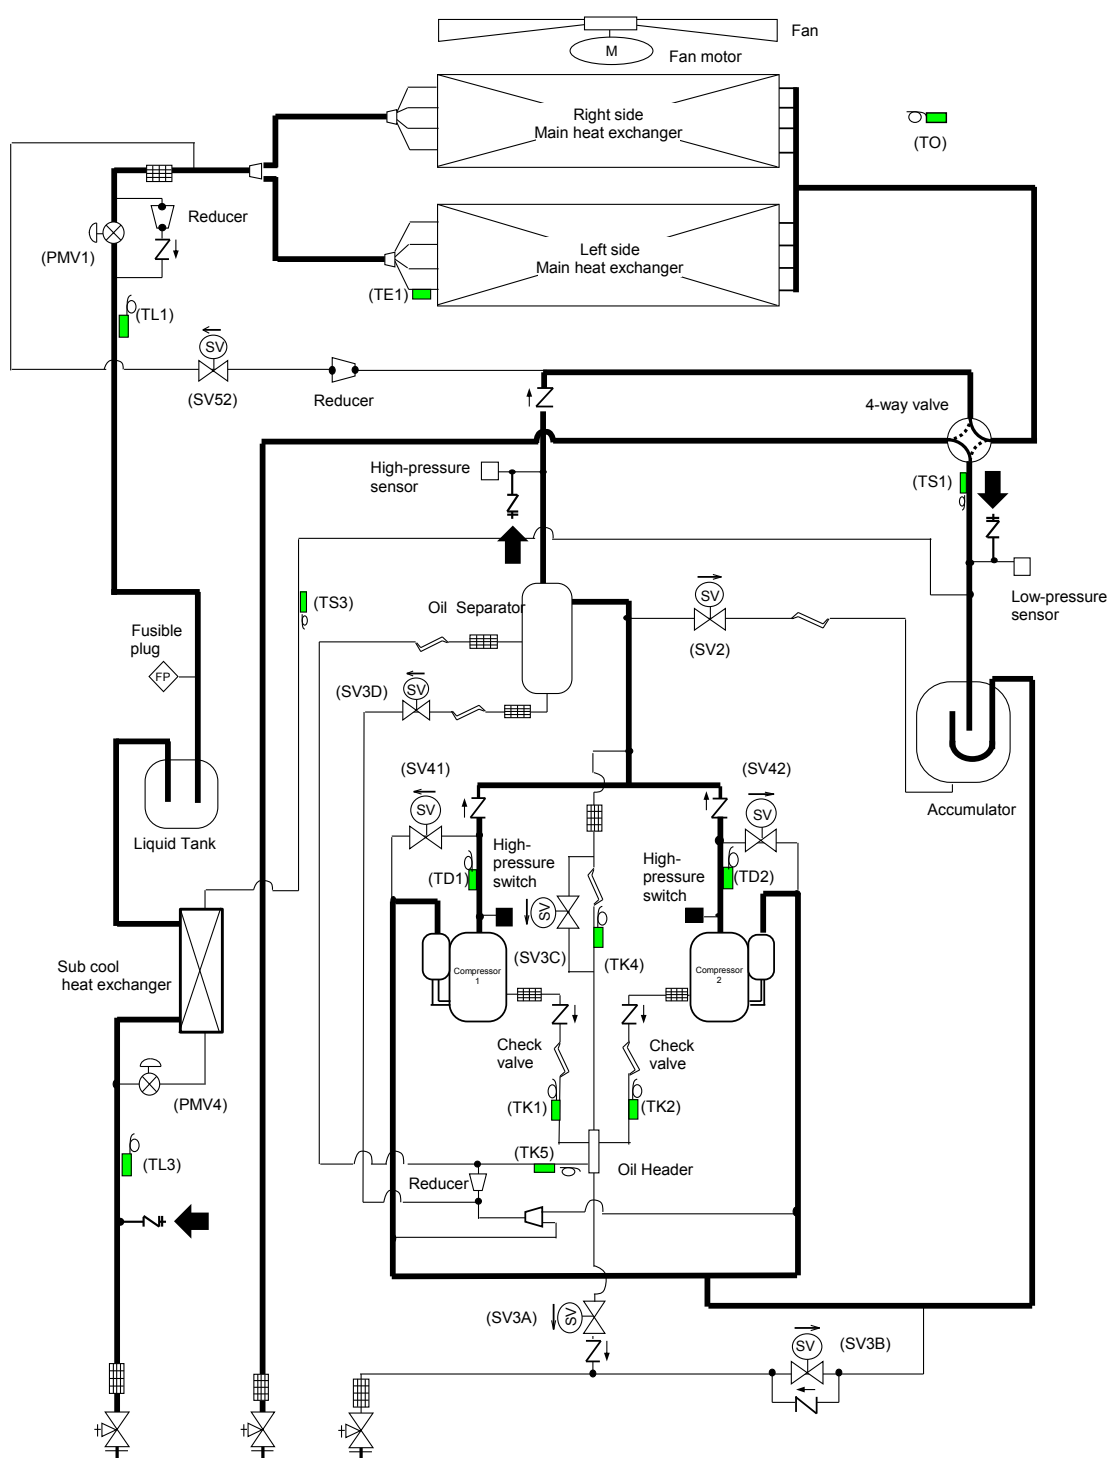 Fan
M
Fan motor
Right side
Main heat exchanger
(TO)
Reducer
(PMV1)
Left side
Main heat exchanger
(TE1)
(TL1)
SV
(SV52)
Reducer
4-way valve
High-pressure
sensor
(TS1)
(TS3)
Oil Separator
SV
(SV2)
Low-pressure
sensor
Fusible
plug
FP
(SV3D)
SV
(SV41)
SV
(SV42)
SV
Accumulator
Liquid Tank
High-
pressure
switch
High-
pressure
switch
(TD1)
(TD2)
SV
(SV3C)
(TK4)
Compressor
1
Compressor
2
Sub cool
heat exchanger
Check
valve
Check
valve
(PMV4)
(TK1)
(TK2)
(TK5)
(TL3)
Oil Header
Reducer
(SV3A)
SV
SV
(SV3B)